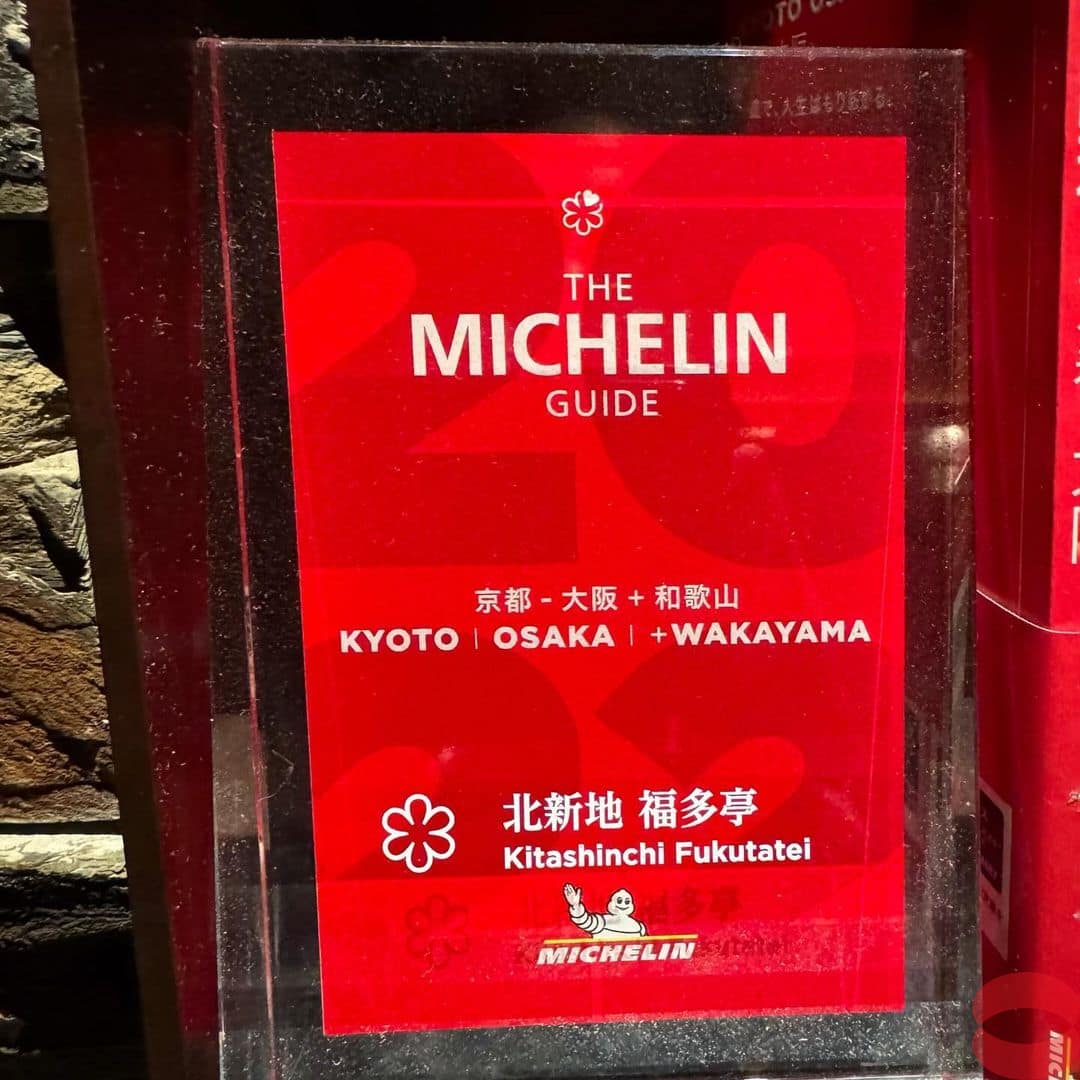 THE
MICHELIN
GUIDE
京都 - 大阪 + 和歌山
KYOTO | OSAKA | +WAKAYAMA
北新地 福多亭
Kitashinchi Fukutatei
MICHELIN